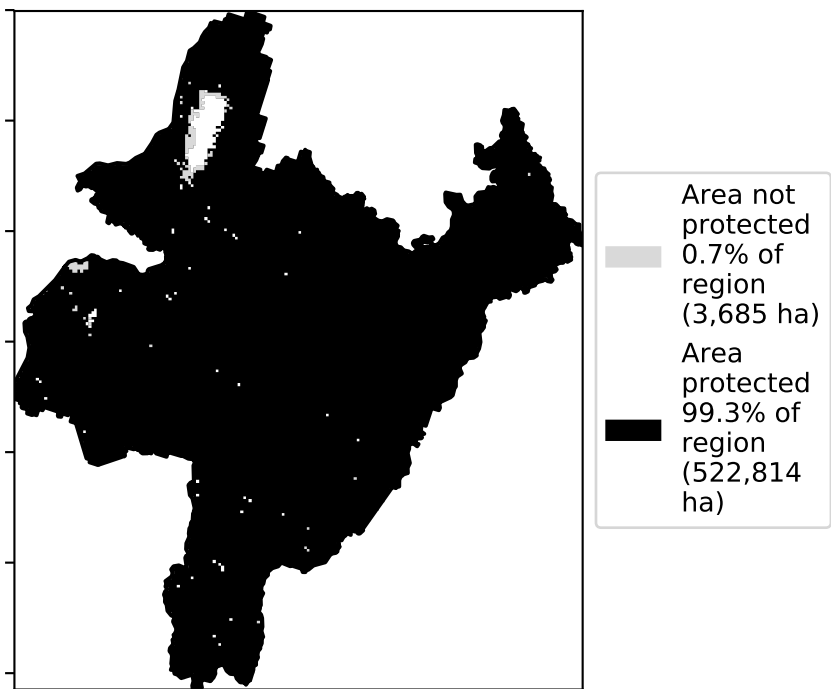 Area not
protected
0.7% of
region
(3,685 ha)
Area
protected
99.3% of
region
(522,814
ha)